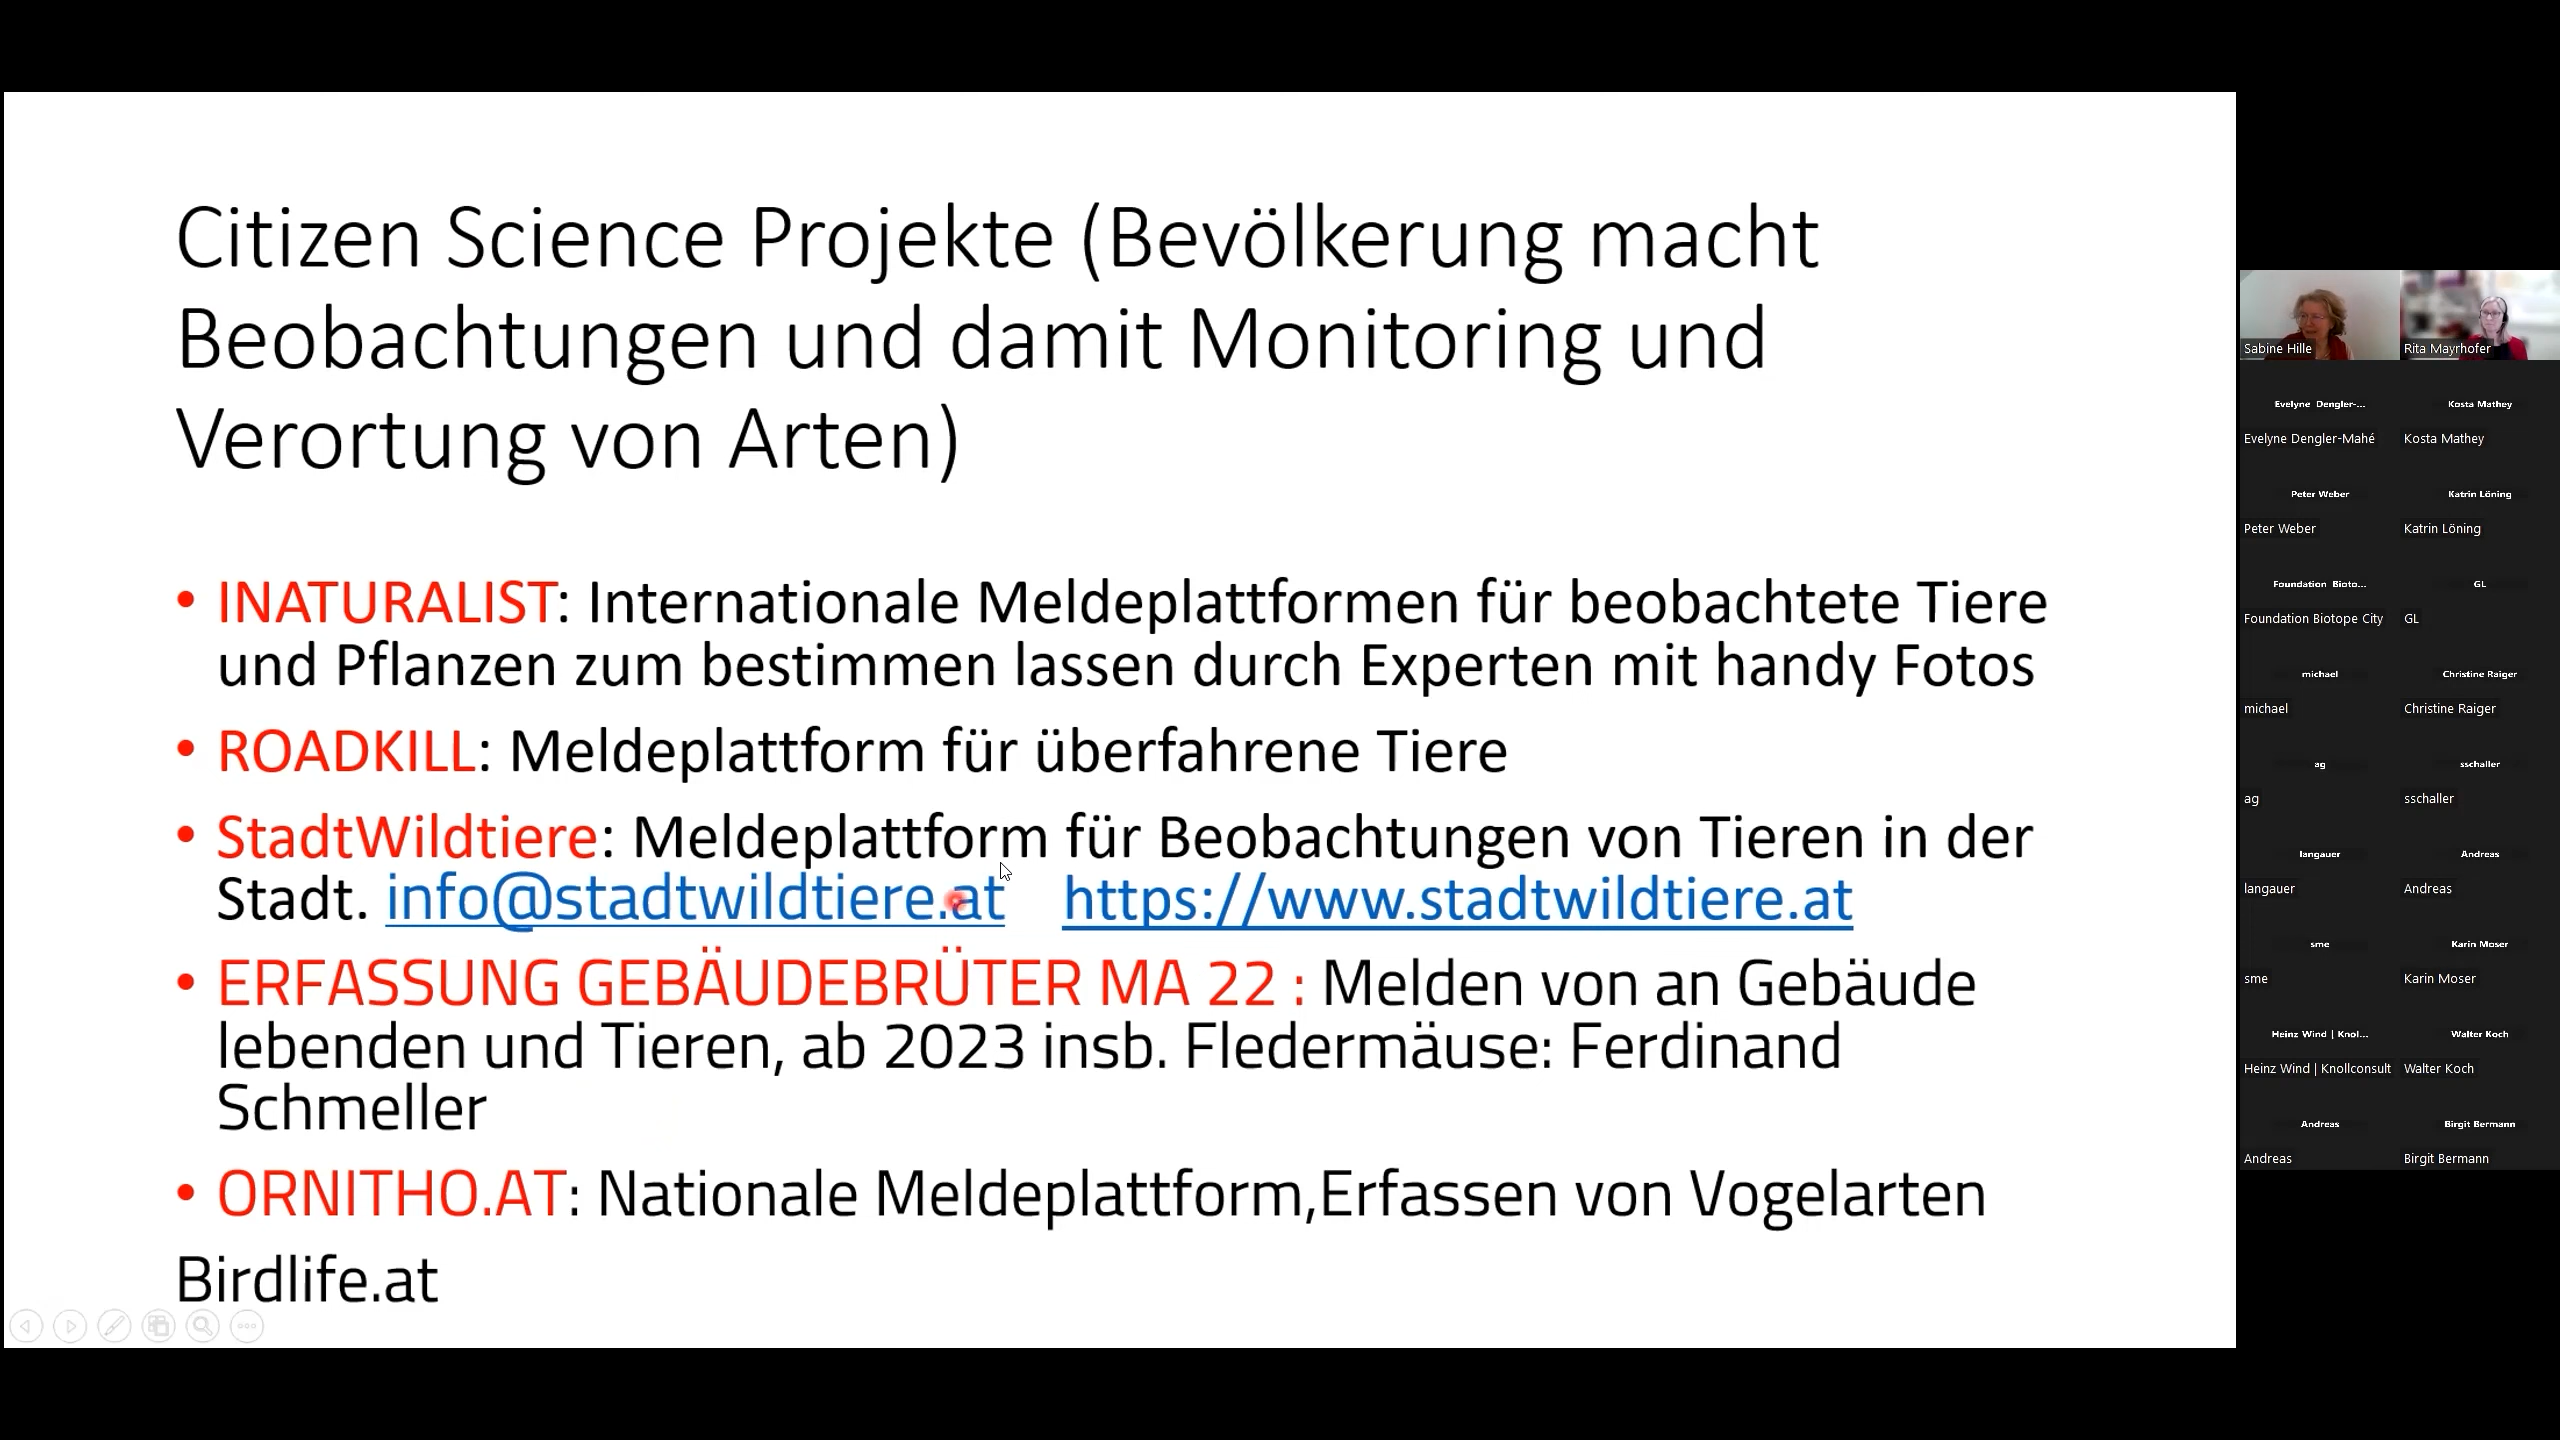 Citizen Science Projekte (Bevölkerung macht
Beobachtungen und damit Monitoring und
Verortung von Arten)
• INATURALIST: Internationale Meldeplattformen für beobachtete Tiere
und Pflanzen zum bestimmen lassen durch Experten mit handy Fotos
• ROADKILL: Meldeplattform für überfahrene Tiere
• StadtWildtiere: Meldeplattform für Beobachtungen von Tieren in der
Stadt. info@stadtwildtiere.at https://www.stadtwildtiere.at
• ERFASSUNG GEBÄUDEBRÜTER MA 22 : Melden von an Gebäude
lebenden und Tieren, ab 2023 insb. Fledermäuse: Ferdinand
Schmeller
• ORNITHO.AT: Nationale Meldeplattform,Erfassen von Vogelarten
Birdlife.at
Sabine Hille
Rita Mayrhofer
Evelyne Dengler-...
Evelyne Dengler-Mahé
Kosta Mathey
Kosta Mathey
Peter Weber
Peter Weber
Katrin Löning
Katrin Löning
Foundation Bioto...
Foundation Biotope City
GL
GL
michael
michael
Christine Raiger
Christine Raiger
ag
ag
sschaller
sschaller
langauer
langauer
Andreas
Andreas
sme
sme
Karin Moser
Karin Moser
Heinz Wind | Knol...
Heinz Wind | Knollconsult
Walter Koch
Walter Koch
Andreas
Andreas
Birgit Bermann
Birgit Bermann